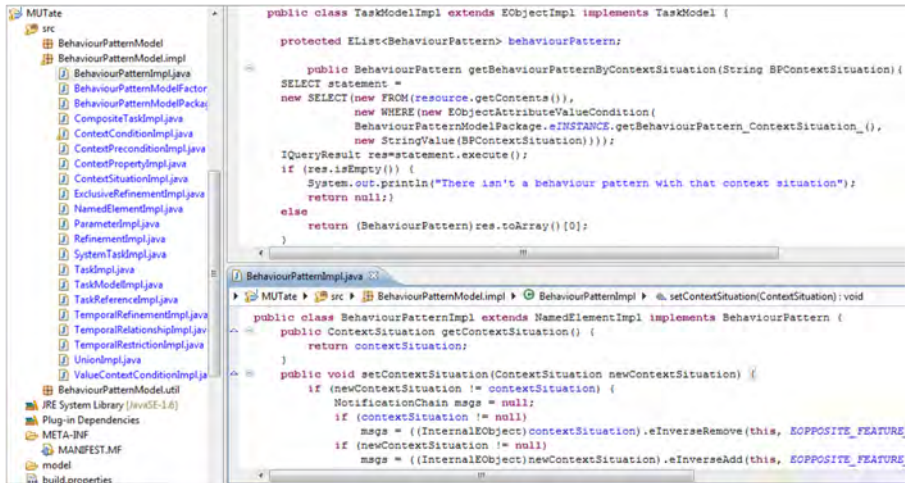 MUTate
src
BehaviourPatternModel
BehaviourPatternModel.impl
BehaviourPatternImpl.java
BehaviourPatternModelFactor
BehaviourPatternModelPackag
CompositeTaskImpl.java
ContextConditionImpl.java
ContextPreconditionImpl.java
ContextPropertyImpl.java
ContextSituationImpl.java
ExclusiveRefinementImpl.java
NamedElementImpl.java
ParameterImpl.java
RefinementImpl.java
SystemTaskImpl.java
TaskImpl.java
TaskModelImpl.java
TaskReferenceImpl.java
TemporalRefinementImpl.java
TemporalRelationshipImpl.jav
TemporalRestrictionImpl.java
UnionImpl.java
ValueContextConditionImpl.ja
BehaviourPatternModel.util
JRE System Library [JavaSE-1.6]
Plug-in Dependencies
META-INF
MANIFEST.MF
model
build.properties
public class TaskModelImpl extends EObjectImpl implements TaskModel {
protected EList<BehaviourPattern> behaviourPattern;
public BehaviourPattern getBehaviourPatternByContextSituation(String BPContextSituation){
SELECT statement =
new SELECT(new FROM(resource.getContents()),
new WHERE(new EObjectAttributeValueCondition(
BehaviourPatternModelPackage.eINSTANCE.getBehaviourPattern_ContextSituation_(),
new StringValue(BPContextSituation))));
IQueryResult res=statement.execute();
if (res.isEmpty()) {
System.out.println("There isn't a behaviour pattern with that context situation");
return null;}
else
return (BehaviourPattern)res.toArray()[0];
}
BehaviourPatternImpl.java
MUTate src BehaviourPatternModel.impl BehaviourPatternImpl setContextSituation(ContextSituation) : void
public class BehaviourPatternImpl extends NamedElementImpl implements BehaviourPattern {
public ContextSituation getContextSituation() {
return contextSituation;
}
public void setContextSituation(ContextSituation newContextSituation) {
if (newContextSituation != contextSituation) {
NotificationChain msgs = null;
if (contextSituation != null)
msgs = ((InternalEObject)contextSituation).eInverseRemove(this, EOPPOSITE_FEATURE_
if (newContextSituation != null)
msgs = ((InternalEObject)newContextSituation).eInverseAdd(this, EOPPOSITE_FEATURE_